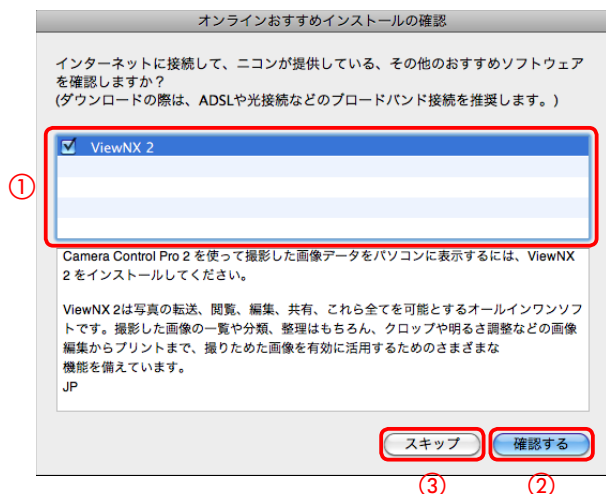 オンラインおすすめインストールの確認
インターネットに接続して、ニコンが提供している、その他のおすすめソフトウェア
を確認しますか？
(ダウンロードの際は、ADSLや光接続などのブロードバンド接続を推奨します。)
①
ViewNX 2
Camera Control Pro 2 を使って撮影した画像データをパソコンに表示するには、ViewNX
2 をインストールしてください。
ViewNX 2は写真の転送、閲覧、編集、共有、これら全てを可能とするオールインワンソフ
トです。撮影した画像の一覧や分類、整理はもちろん、クロップや明るさ調整などの画像
編集からプリントまで、撮りためた画像を有効に活用するためのさまざまな
機能を備えています。
JP
スキップ 確認する
③ ②